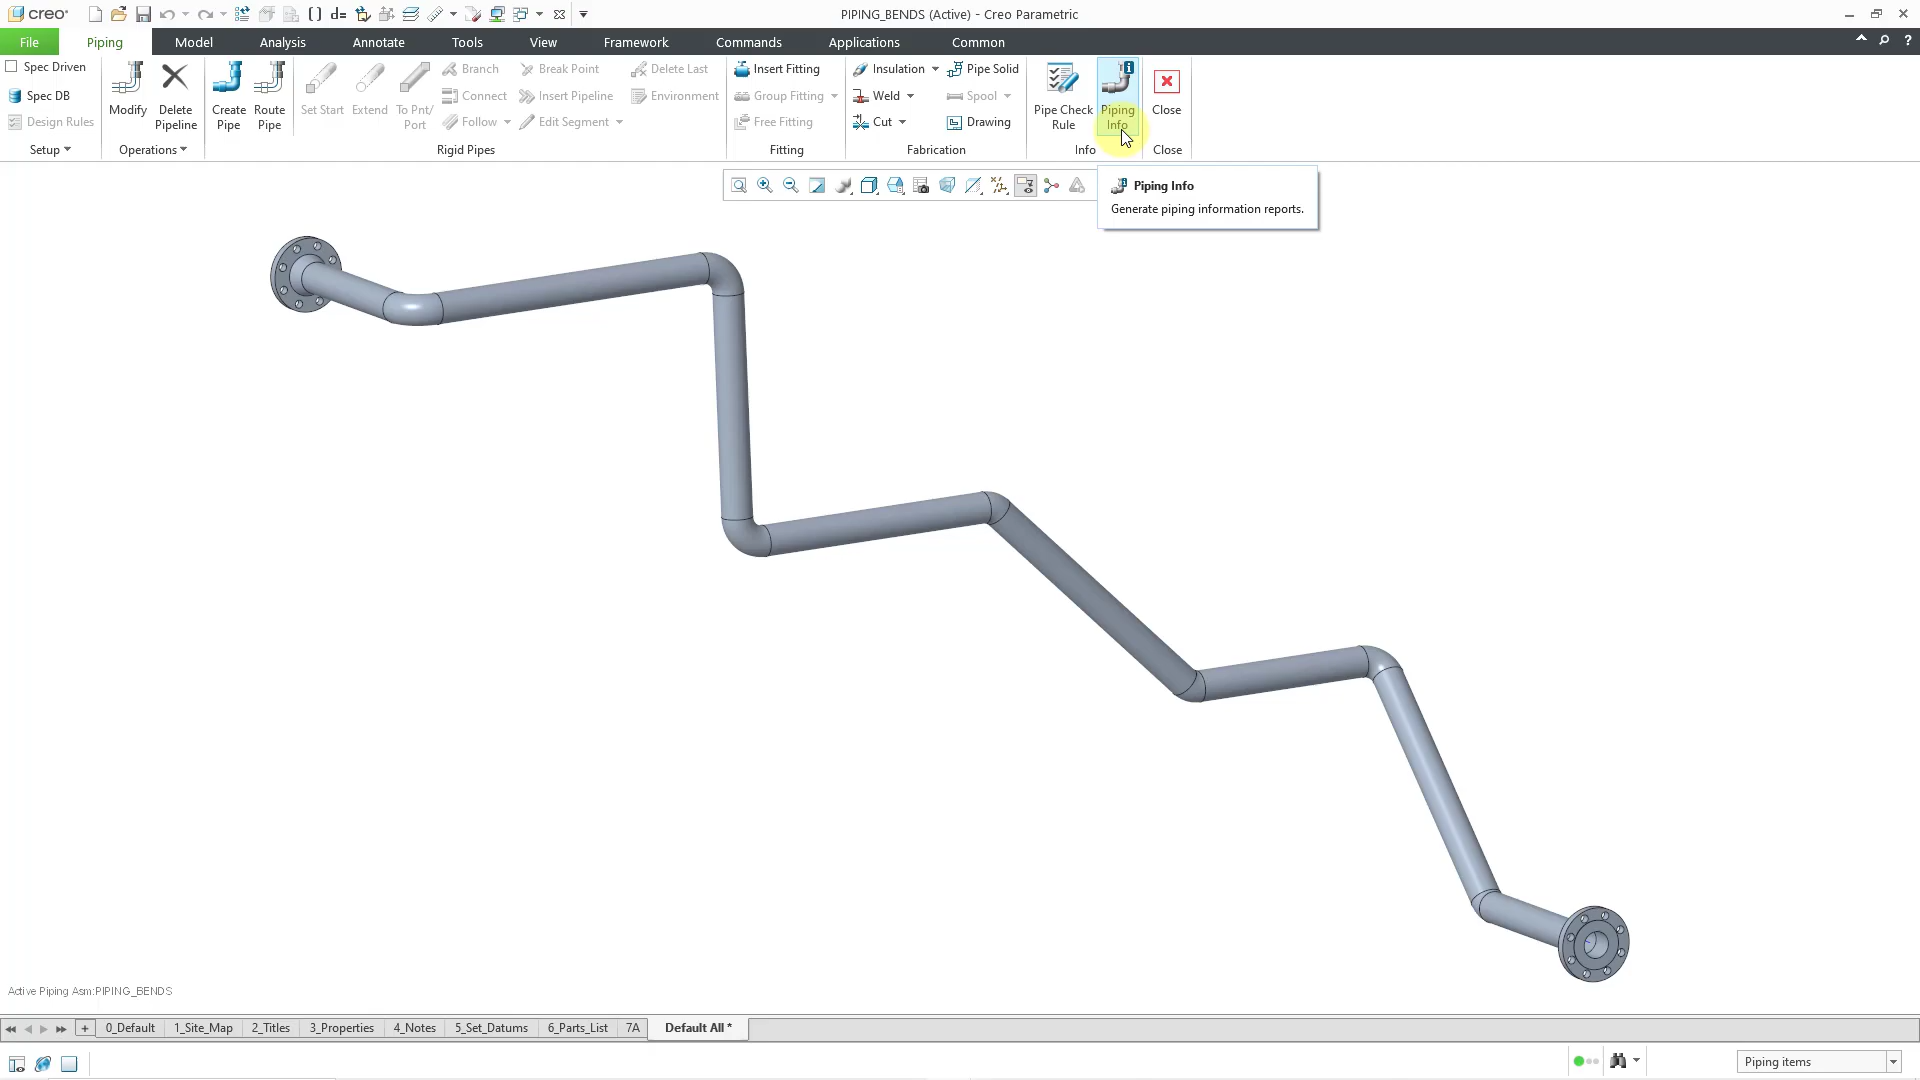 creo
d=
PIPING_BENDS (Active) - Creo Parametric
File
Piping
Model
Analysis
Annotate
Tools
View
Framework
Commands
Applications
Common
?
Spec Driven
Spec DB
Design Rules
Setup
Modify
Delete
Pipeline
Operations
Create
Pipe
Route
Pipe
Set Start
Extend
To Pnt/
Port
Branch
Connect
Follow
Break Point
Insert Pipeline
Edit Segment
Delete Last
Environment
Rigid Pipes
Insert Fitting
Group Fitting
Free Fitting
Fitting
Insulation
Weld
Cut
Pipe Solid
Spool
Drawing
Fabrication
Pipe Check
Rule
Piping
Info
Info
Close
Close
Piping Info
Generate piping information reports.
Active Piping Asm:PIPING_BENDS
+
0_Default
1_Site_Map
2_Titles
3_Properties
4_Notes
5_Set_Datums
6_Parts_List
7A
Default All *
Piping items